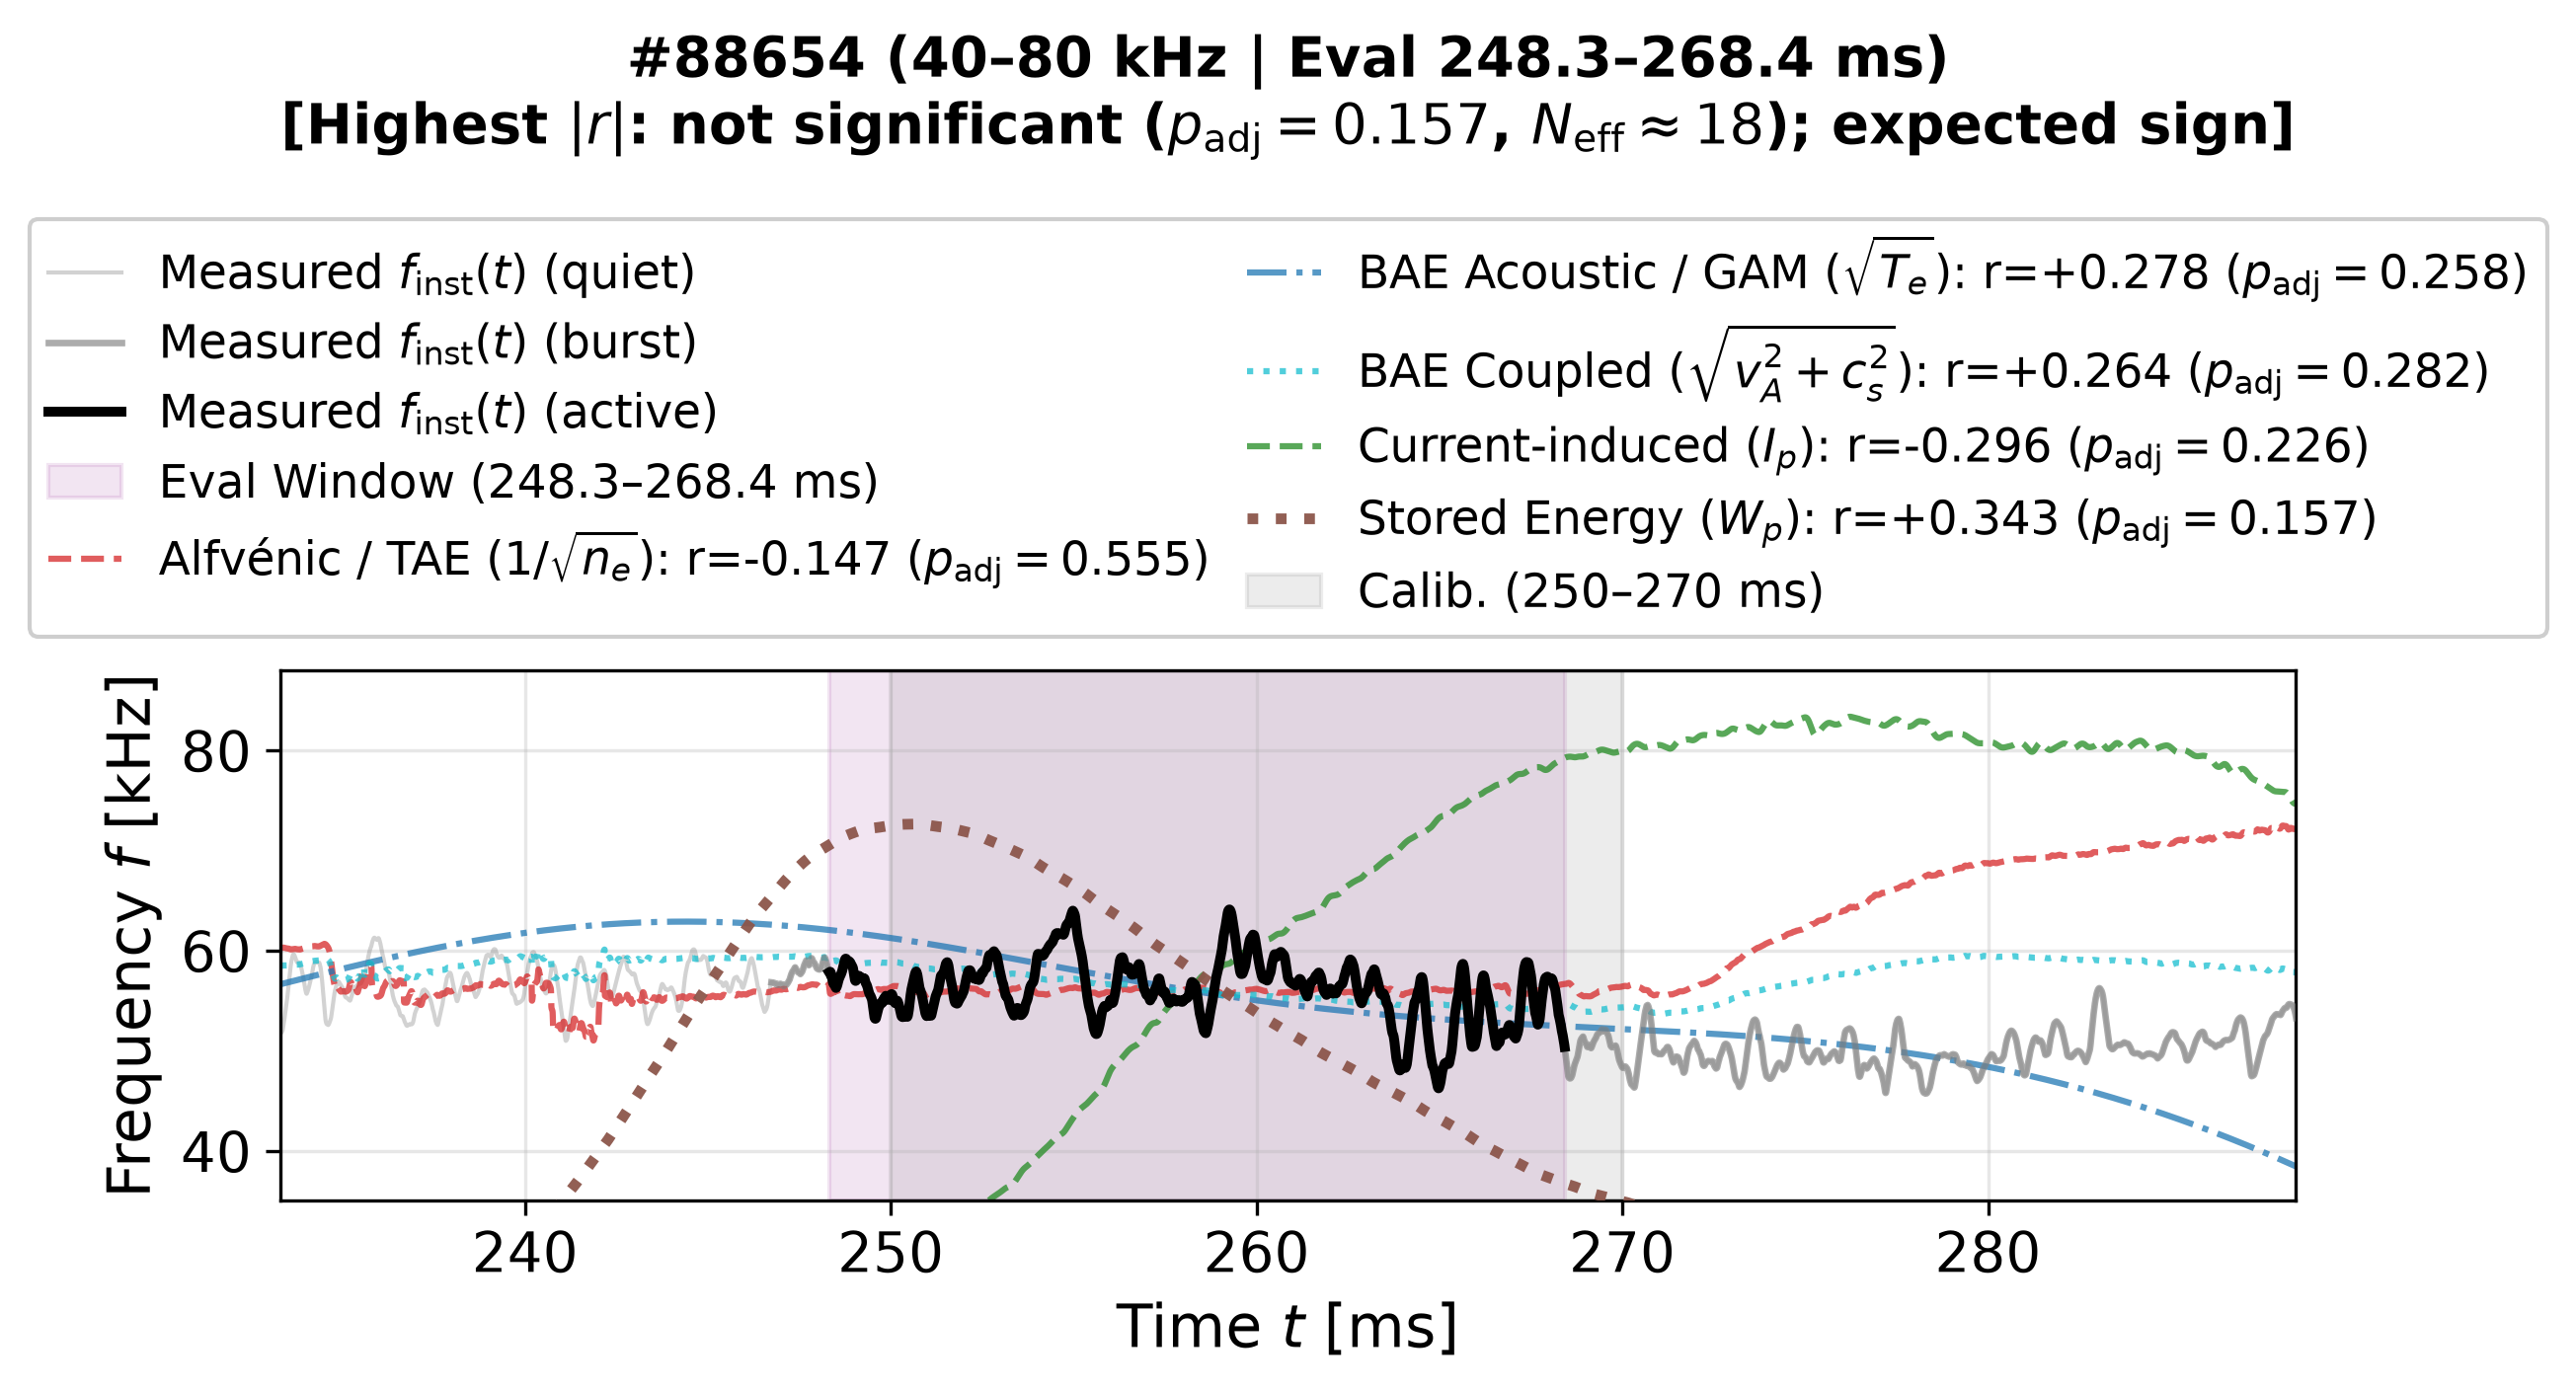 #88654 (40–80 kHz | Eval 248.3–268.4 ms)
[Highest |r|: not significant (p_adj = 0.157, N_eff ≈ 18); expected sign]
Measured f_inst(t) (quiet)
Measured f_inst(t) (burst)
Measured f_inst(t) (active)
Eval Window (248.3–268.4 ms)
Alfvénic / TAE (1/√n_e): r=-0.147 (p_adj = 0.555)
BAE Acoustic / GAM (√T_e): r=+0.278 (p_adj = 0.258)
BAE Coupled (√(v_A^2 + c_s^2)): r=+0.264 (p_adj = 0.282)
Current-induced (I_p): r=-0.296 (p_adj = 0.226)
Stored Energy (W_p): r=+0.343 (p_adj = 0.157)
Calib. (250–270 ms)
Frequency f [kHz]
80
60
40
240 250 260 270 280
Time t [ms]